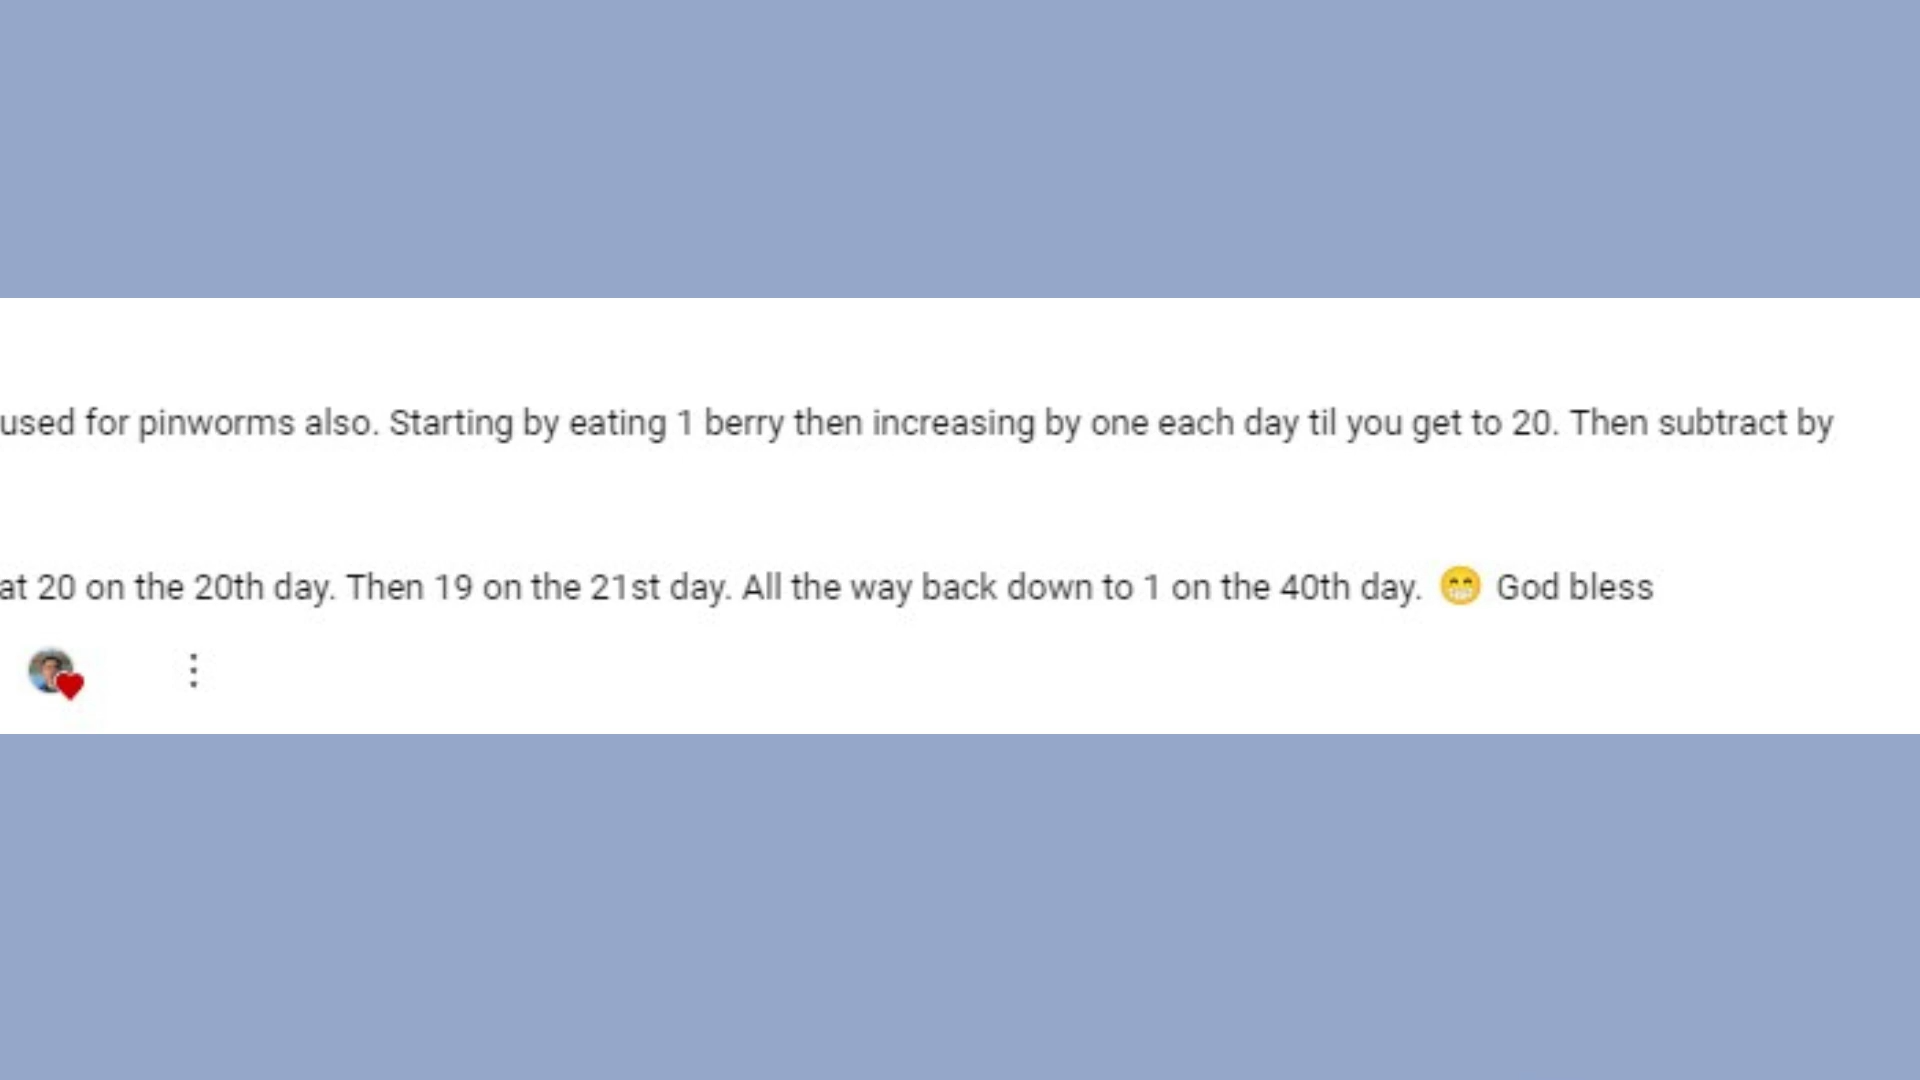 used for pinworms also. Starting by eating 1 berry then increasing by one each day til you get to 20. Then subtract by
at 20 on the 20th day. Then 19 on the 21st day. All the way back down to 1 on the 40th day. 😁 God bless